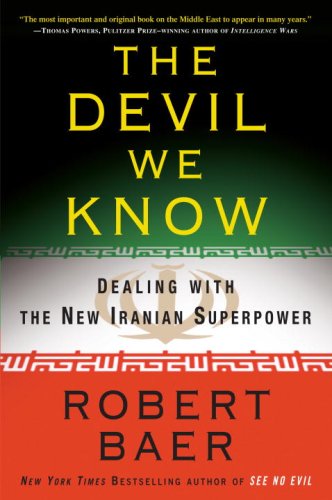 "The most important and original book on the Middle East to appear in many years."
—Thomas Powers, Pulitzer Prize–winning author of Intelligence Wars
THE
DEVIL
WE
KNOW
Dealing with
the New Iranian Superpower
ROBERT
BAER
New York Times Bestselling author of SEE NO EVIL